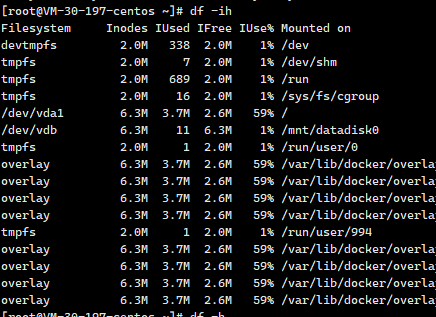 [root@VM-30-197-centos ~]# df -ih
Filesystem Inodes IUsed IFree IUse% Mounted on
devtmpfs 2.0M 338 2.0M 1% /dev
tmpfs 2.0M 7 2.0M 1% /dev/shm
tmpfs 2.0M 689 2.0M 1% /run
tmpfs 2.0M 16 2.0M 1% /sys/fs/cgroup
/dev/vda1 6.3M 3.7M 2.6M 59% /
/dev/vdb 6.3M 11 6.3M 1% /mnt/datadisk0
tmpfs 2.0M 1 2.0M 1% /run/user/0
overlay 6.3M 3.7M 2.6M 59% /var/lib/docker/overla
overlay 6.3M 3.7M 2.6M 59% /var/lib/docker/overla
overlay 6.3M 3.7M 2.6M 59% /var/lib/docker/overla
overlay 6.3M 3.7M 2.6M 59% /var/lib/docker/overla
tmpfs 2.0M 1 2.0M 1% /run/user/994
overlay 6.3M 3.7M 2.6M 59% /var/lib/docker/overla
overlay 6.3M 3.7M 2.6M 59% /var/lib/docker/overla
overlay 6.3M 3.7M 2.6M 59% /var/lib/docker/overla
overlay 6.3M 3.7M 2.6M 59% /var/lib/docker/overla
[root@VM-30-197-centos ~]# df -h